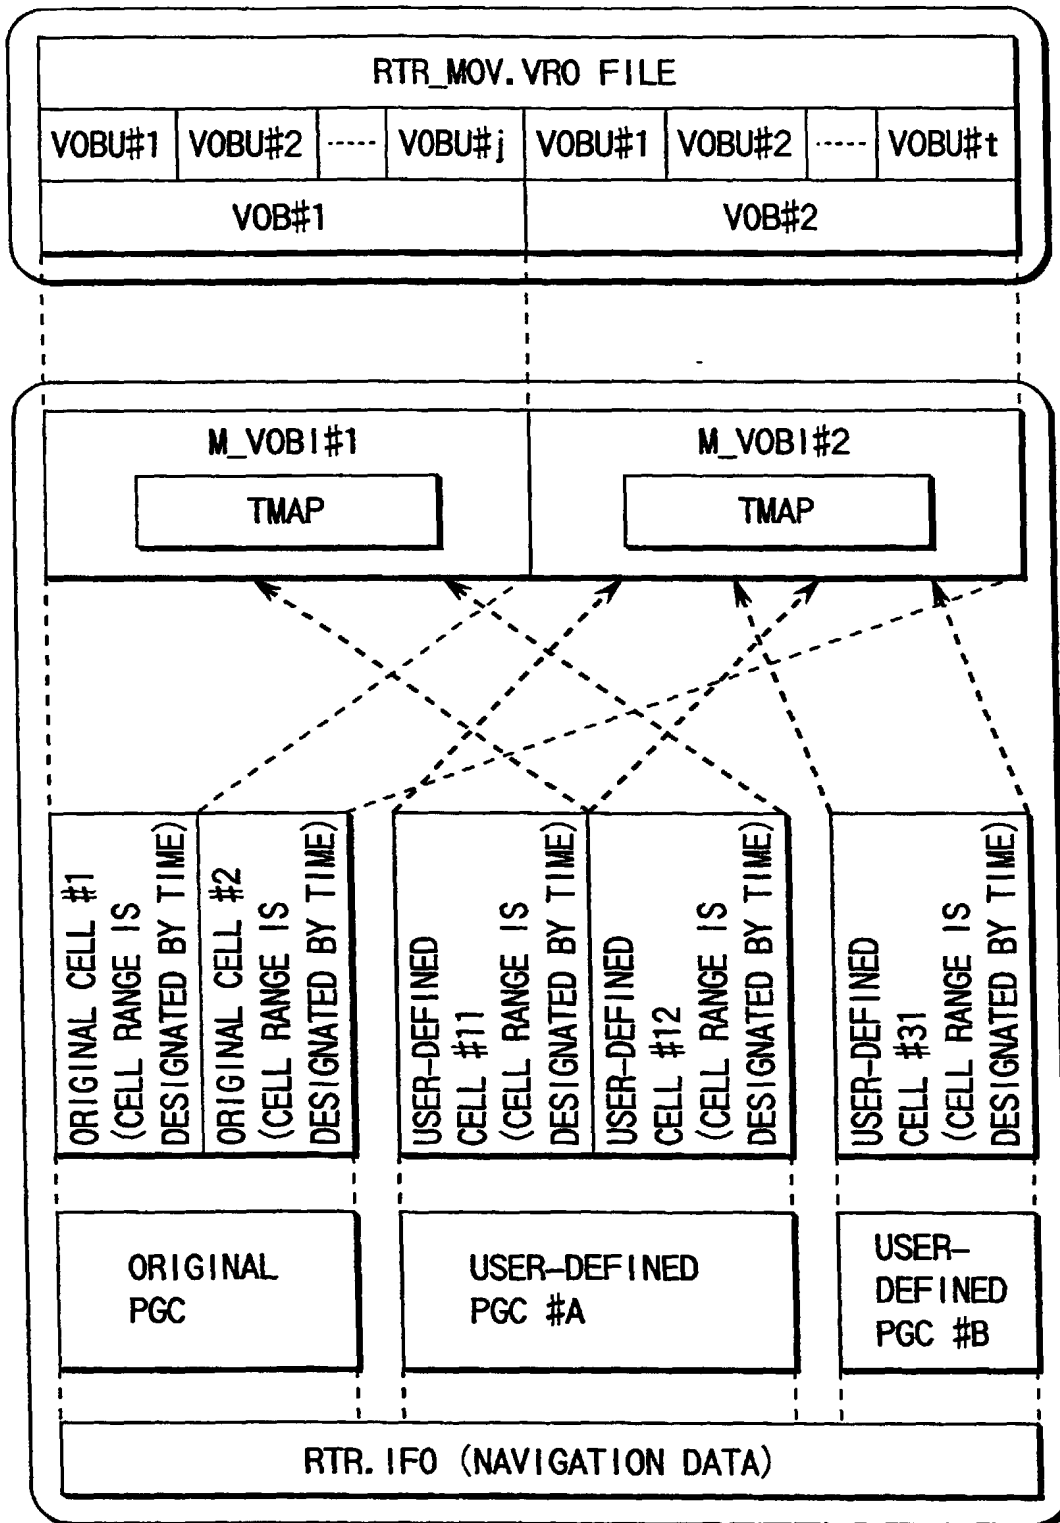 RTR_MOV.VRO FILE
VOBU#1 VOBU#2 ----- VOBU#j VOBU#1 VOBU#2 ----- VOBU#t
VOB#1 VOB#2
M_VOBI#1 M_VOBI#2
TMAP TMAP
ORIGINAL CELL #1
(CELL RANGE IS
DESIGNATED BY TIME)
ORIGINAL CELL #2
(CELL RANGE IS
DESIGNATED BY TIME)
USER-DEFINED
CELL #11
(CELL RANGE IS
DESIGNATED BY TIME)
USER-DEFINED
CELL #12
(CELL RANGE IS
DESIGNATED BY TIME)
USER-DEFINED
CELL #31
(CELL RANGE IS
DESIGNATED BY TIME)
ORIGINAL
PGC
USER-DEFINED
PGC #A
USER-
DEFINED
PGC #B
RTR.IFO (NAVIGATION DATA)